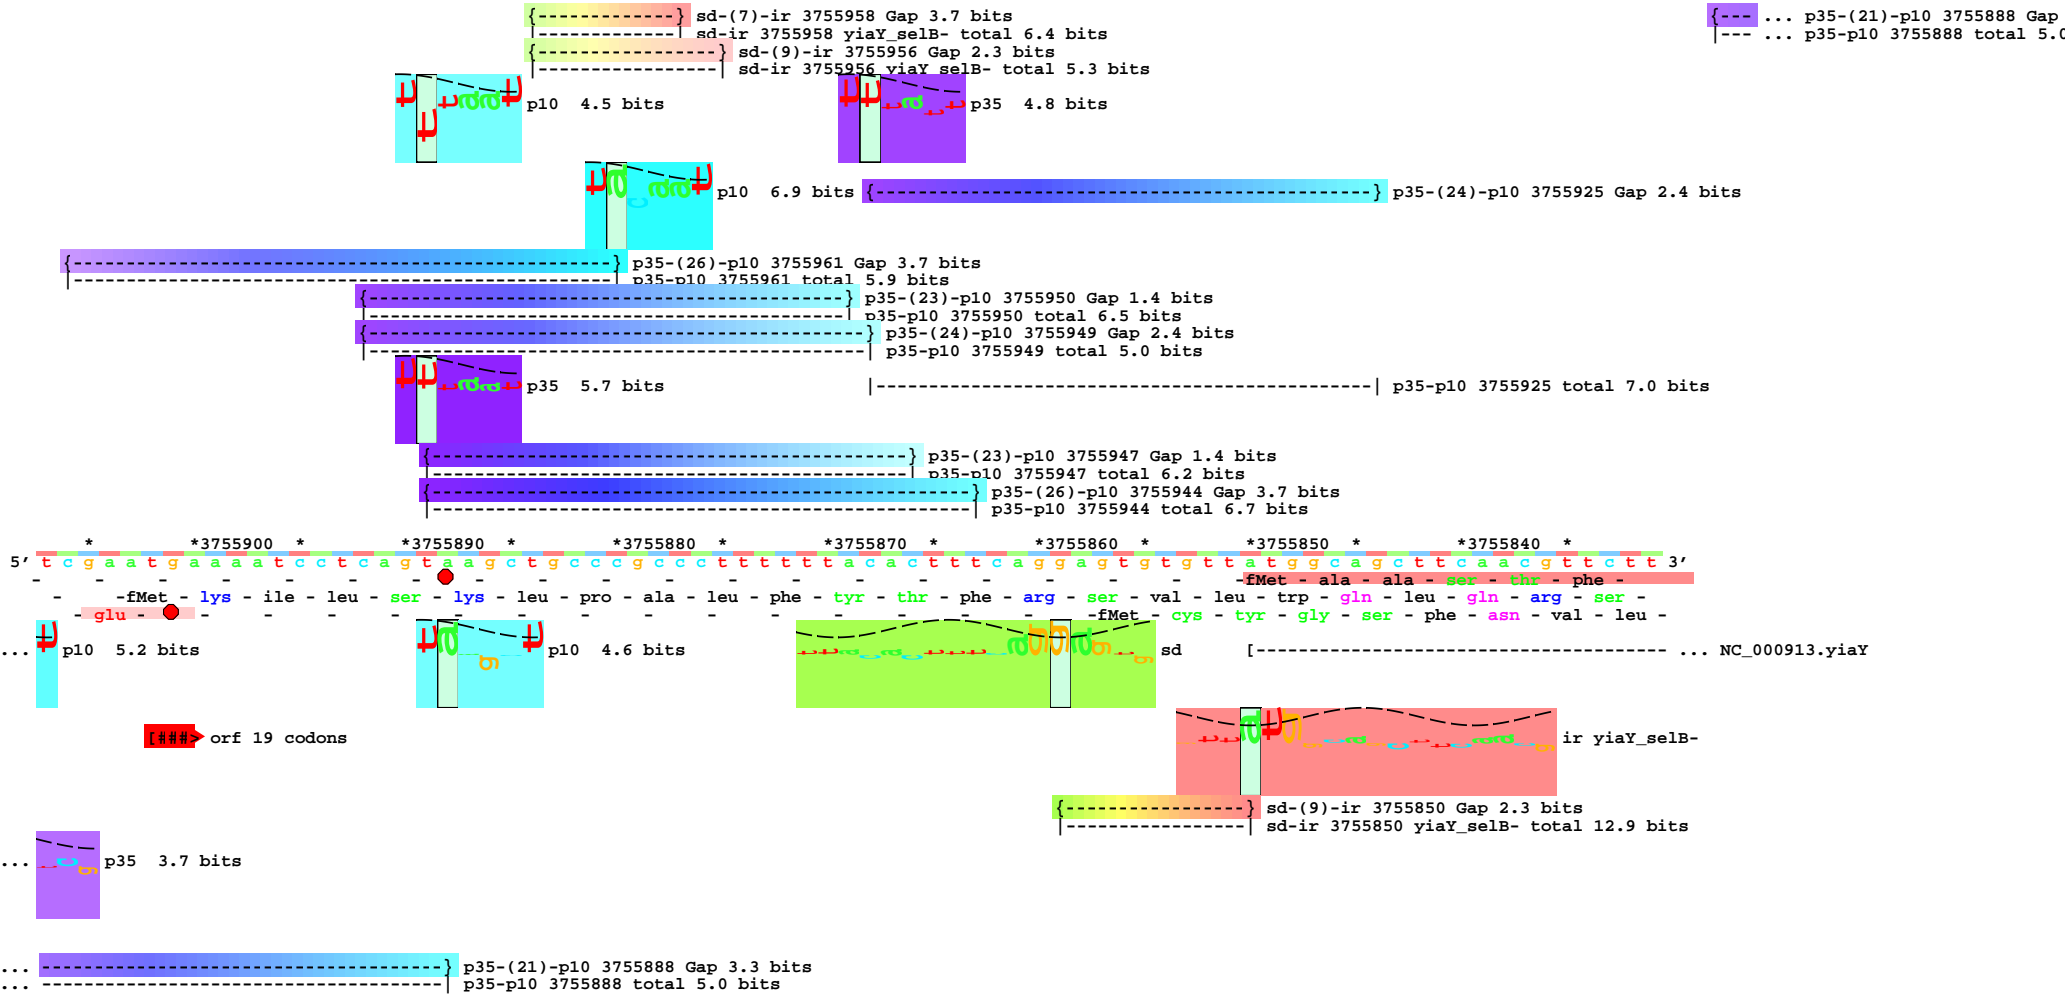 {---------------} sd-(7)-ir 3755958 Gap 3.7 bits
{--- ... p35-(21)-p10 3755888 Gap
|---------------| sd-ir 3755958 yiaY_selB- total 6.4 bits
|--- ... p35-p10 3755888 total 5.0
{-------------------} sd-(9)-ir 3755956 Gap 2.3 bits
|-------------------| sd-ir 3755956 yiaY_selB- total 5.3 bits
t t t a a t p10 4.5 bits
t t t a t t p35 4.8 bits
t a c a a t p10 6.9 bits
{------------------------------------------------} p35-(24)-p10 3755925 Gap 2.4 bits
{----------------------------------------------------} p35-(26)-p10 3755961 Gap 3.7 bits
|----------------------------------------------------| p35-p10 3755961 total 5.9 bits
{----------------------------------------------} p35-(23)-p10 3755950 Gap 1.4 bits
|----------------------------------------------| p35-p10 3755950 total 6.5 bits
{------------------------------------------------} p35-(24)-p10 3755949 Gap 2.4 bits
|------------------------------------------------| p35-p10 3755949 total 5.0 bits
t t t a a t p35 5.7 bits
|------------------------------------------------| p35-p10 3755925 total 7.0 bits
{----------------------------------------------} p35-(23)-p10 3755947 Gap 1.4 bits
|----------------------------------------------| p35-p10 3755947 total 6.2 bits
{----------------------------------------------------} p35-(26)-p10 3755944 Gap 3.7 bits
|----------------------------------------------------| p35-p10 3755944 total 6.7 bits
* *3755900 * *3755890 * *3755880 * *3755870 * *3755860 * *3755850 * *3755840 *
5' t c g a a t g a a a a t c c t c a g t a a g c t g c c c g c c c t t t t t t a c a c t t t c a g g a g t g t g t t a t g g c a g c t t c a a c g t t c t t 3'
- - - - - - - - - - - - - - - - - - -fMet - ala - ala - ser - thr - phe -
- -fMet - lys - ile - leu - ser - lys - leu - pro - ala - leu - phe - tyr - thr - phe - arg - ser - val - leu - trp - gln - leu - gln - arg - ser -
- glu - - - - - - - - - - - - - - -fMet - cys - tyr - gly - ser - phe - asn - val - leu -
... t p10 5.2 bits
p10 4.6 bits
sd
[--------------------------------------- ... NC_000913.yiaY
[###> orf 19 codons
ir yiaY_selB-
{------------------} sd-(9)-ir 3755850 Gap 2.3 bits
|------------------| sd-ir 3755850 yiaY_selB- total 12.9 bits
... p35 3.7 bits
... --------------------------------------} p35-(21)-p10 3755888 Gap 3.3 bits
... --------------------------------------| p35-p10 3755888 total 5.0 bits